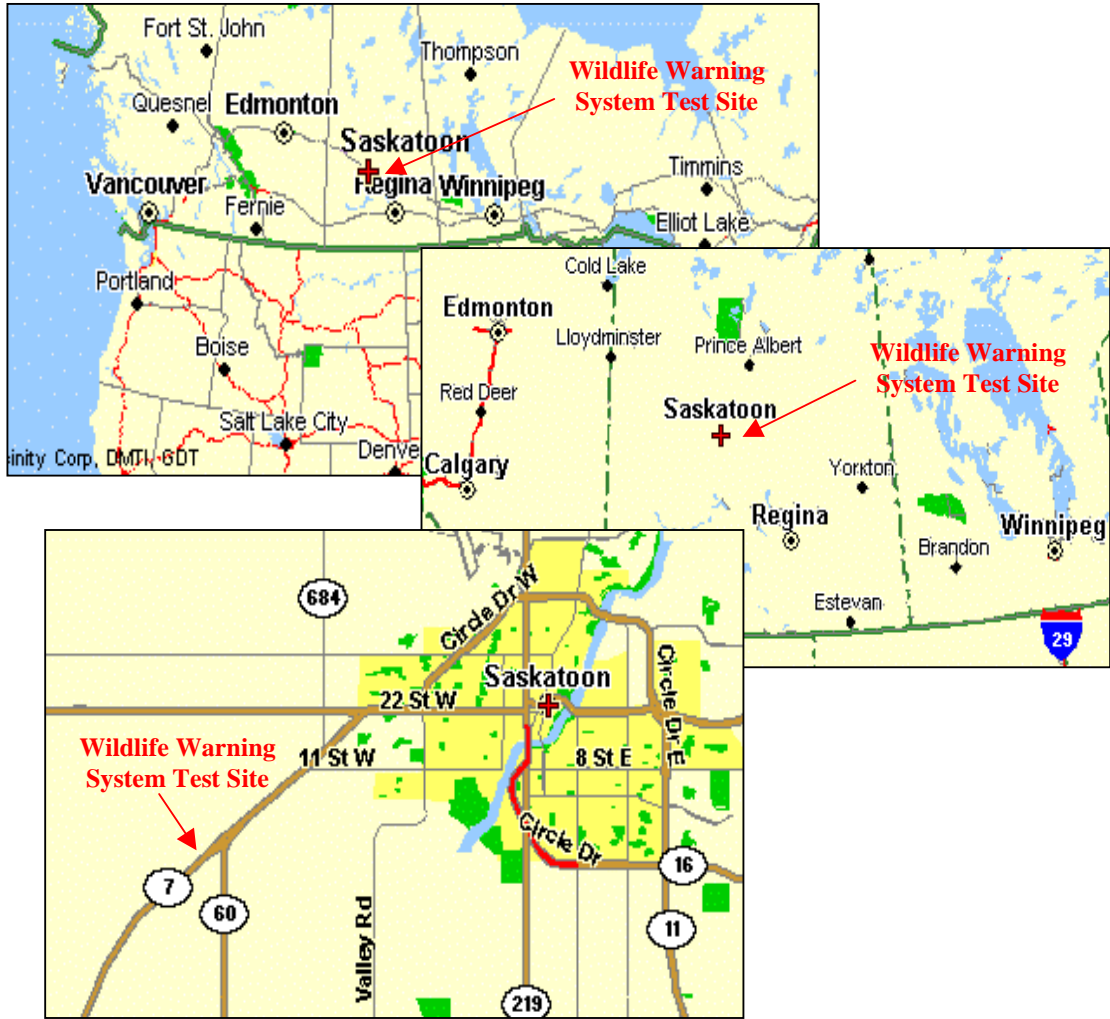 Fort St. John
Thompson
Wildlife Warning
System Test Site
Quesnel
Edmonton
Saskatoon
Timmins
Vancouver
Fernie
Regina
Winnipeg
Elliot Lake
Portland
Boise
Salt Lake City
Denve
inity Corp, DMTI, GDT
Cold Lake
Edmonton
Lloydminster
Prince Albert
Wildlife Warning
System Test Site
Red Deer
Saskatoon
Calgary
Yorkton
Regina
Winnipeg
Brandon
Estevan
29
684
Circle Dr W
Saskatoon
22 St W
Circle Dr E
Wildlife Warning
System Test Site
11 St W
8 St E
Circle Dr
16
7
60
11
Valley Rd
219